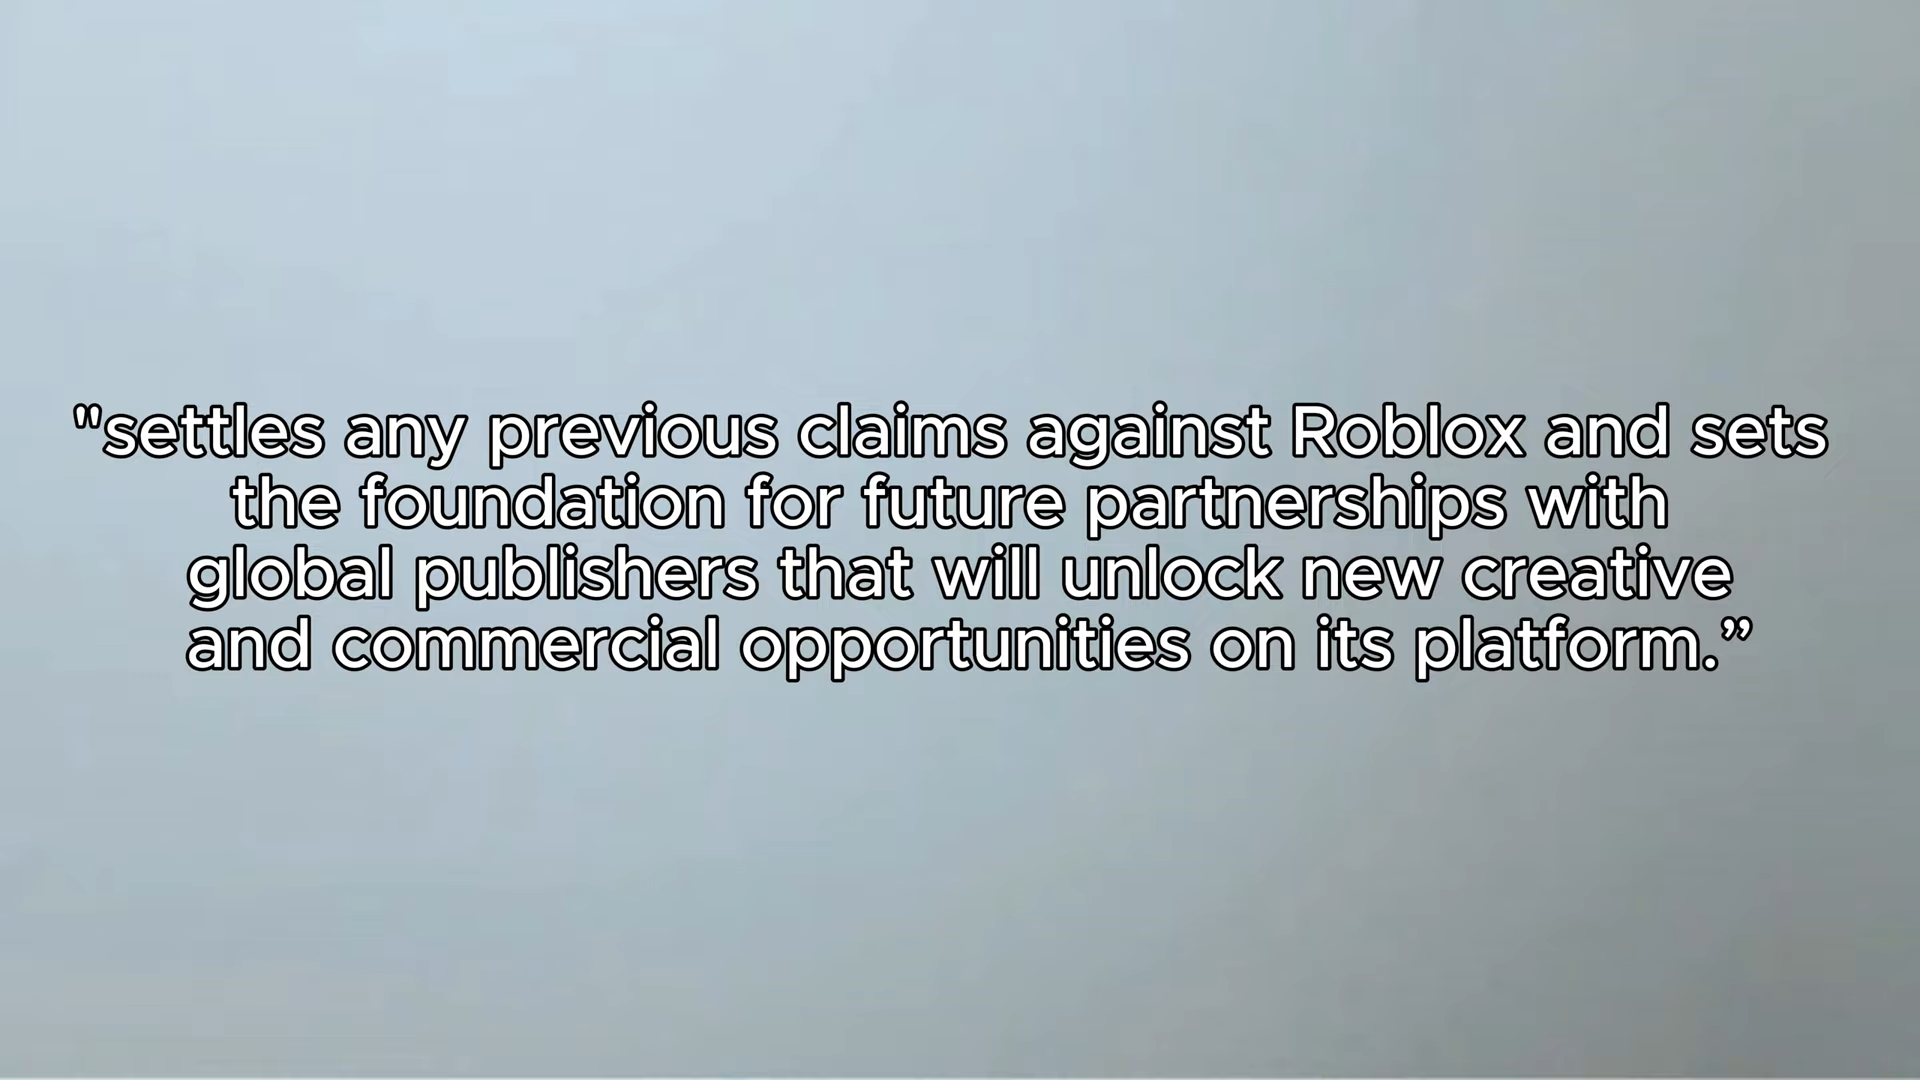 "settles any previous claims against Roblox and sets
the foundation for future partnerships with
global publishers that will unlock new creative
and commercial opportunities on its platform.”